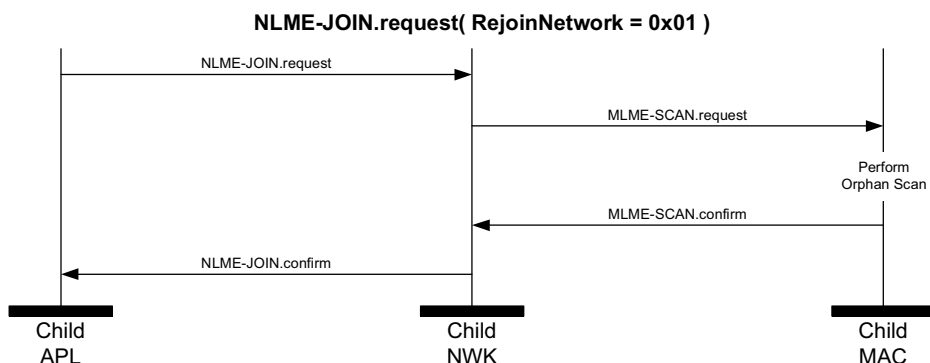 NLME-JOIN.request( RejoinNetwork = 0x01 )
NLME-JOIN.request
MLME-SCAN.request
Perform
Orphan Scan
MLME-SCAN.confirm
NLME-JOIN.confirm
Child
APL
Child
NWK
Child
MAC